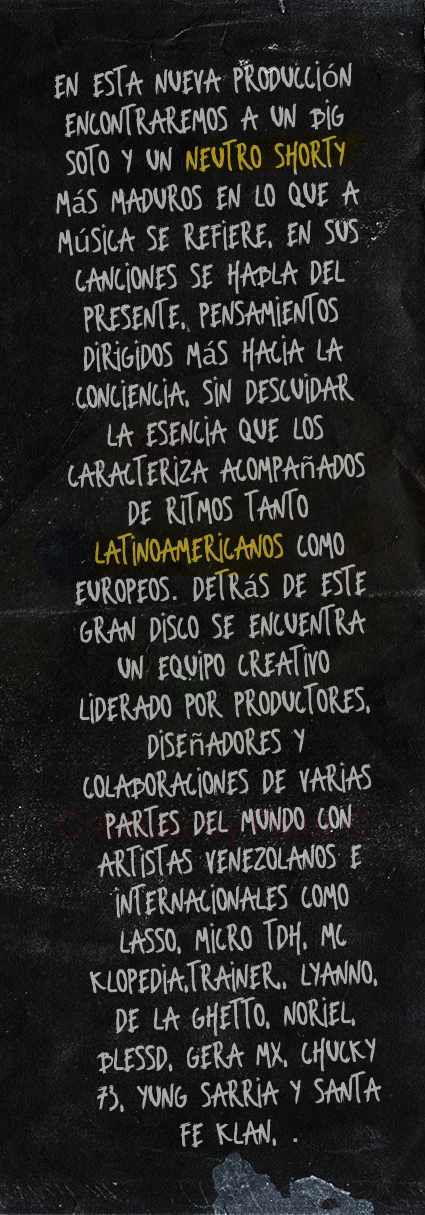 EN ESTA NUEVA PRODUCCIÓN
ENCONTRAREMOS A UN BIG
SOTO Y UN NEUTRO SHORTY
MÁS MADUROS EN LO QUE A
MÚSICA SE REFIERE, EN SUS
CANCIONES SE HABLA DEL
PRESENTE, PENSAMIENTOS
DIRIGIDOS MÁS HACIA LA
CONCIENCIA, SIN DESCUIDAR
LA ESENCIA QUE LOS
CARACTERIZA ACOMPAÑADOS
DE RITMOS TANTO
LATINOAMERICANOS COMO
EUROPEOS. DETRÁS DE ESTE
GRAN DISCO SE ENCUENTRA
UN EQUIPO CREATIVO
LIDERADO POR PRODUCTORES,
DISEÑADORES Y
COLABORACIONES DE VARIAS
PARTES DEL MUNDO CON
ARTISTAS VENEZOLANOS E
INTERNACIONALES COMO
LASSO, MICRO TDH, MC
KLOPEDIA,TRAINER,, LYANNO,
DE LA GHETTO, NORIEL,
BLESSD, GERA MX, CHUCKY
73, YUNG SARRIA Y SANTA
FE KLAN, .